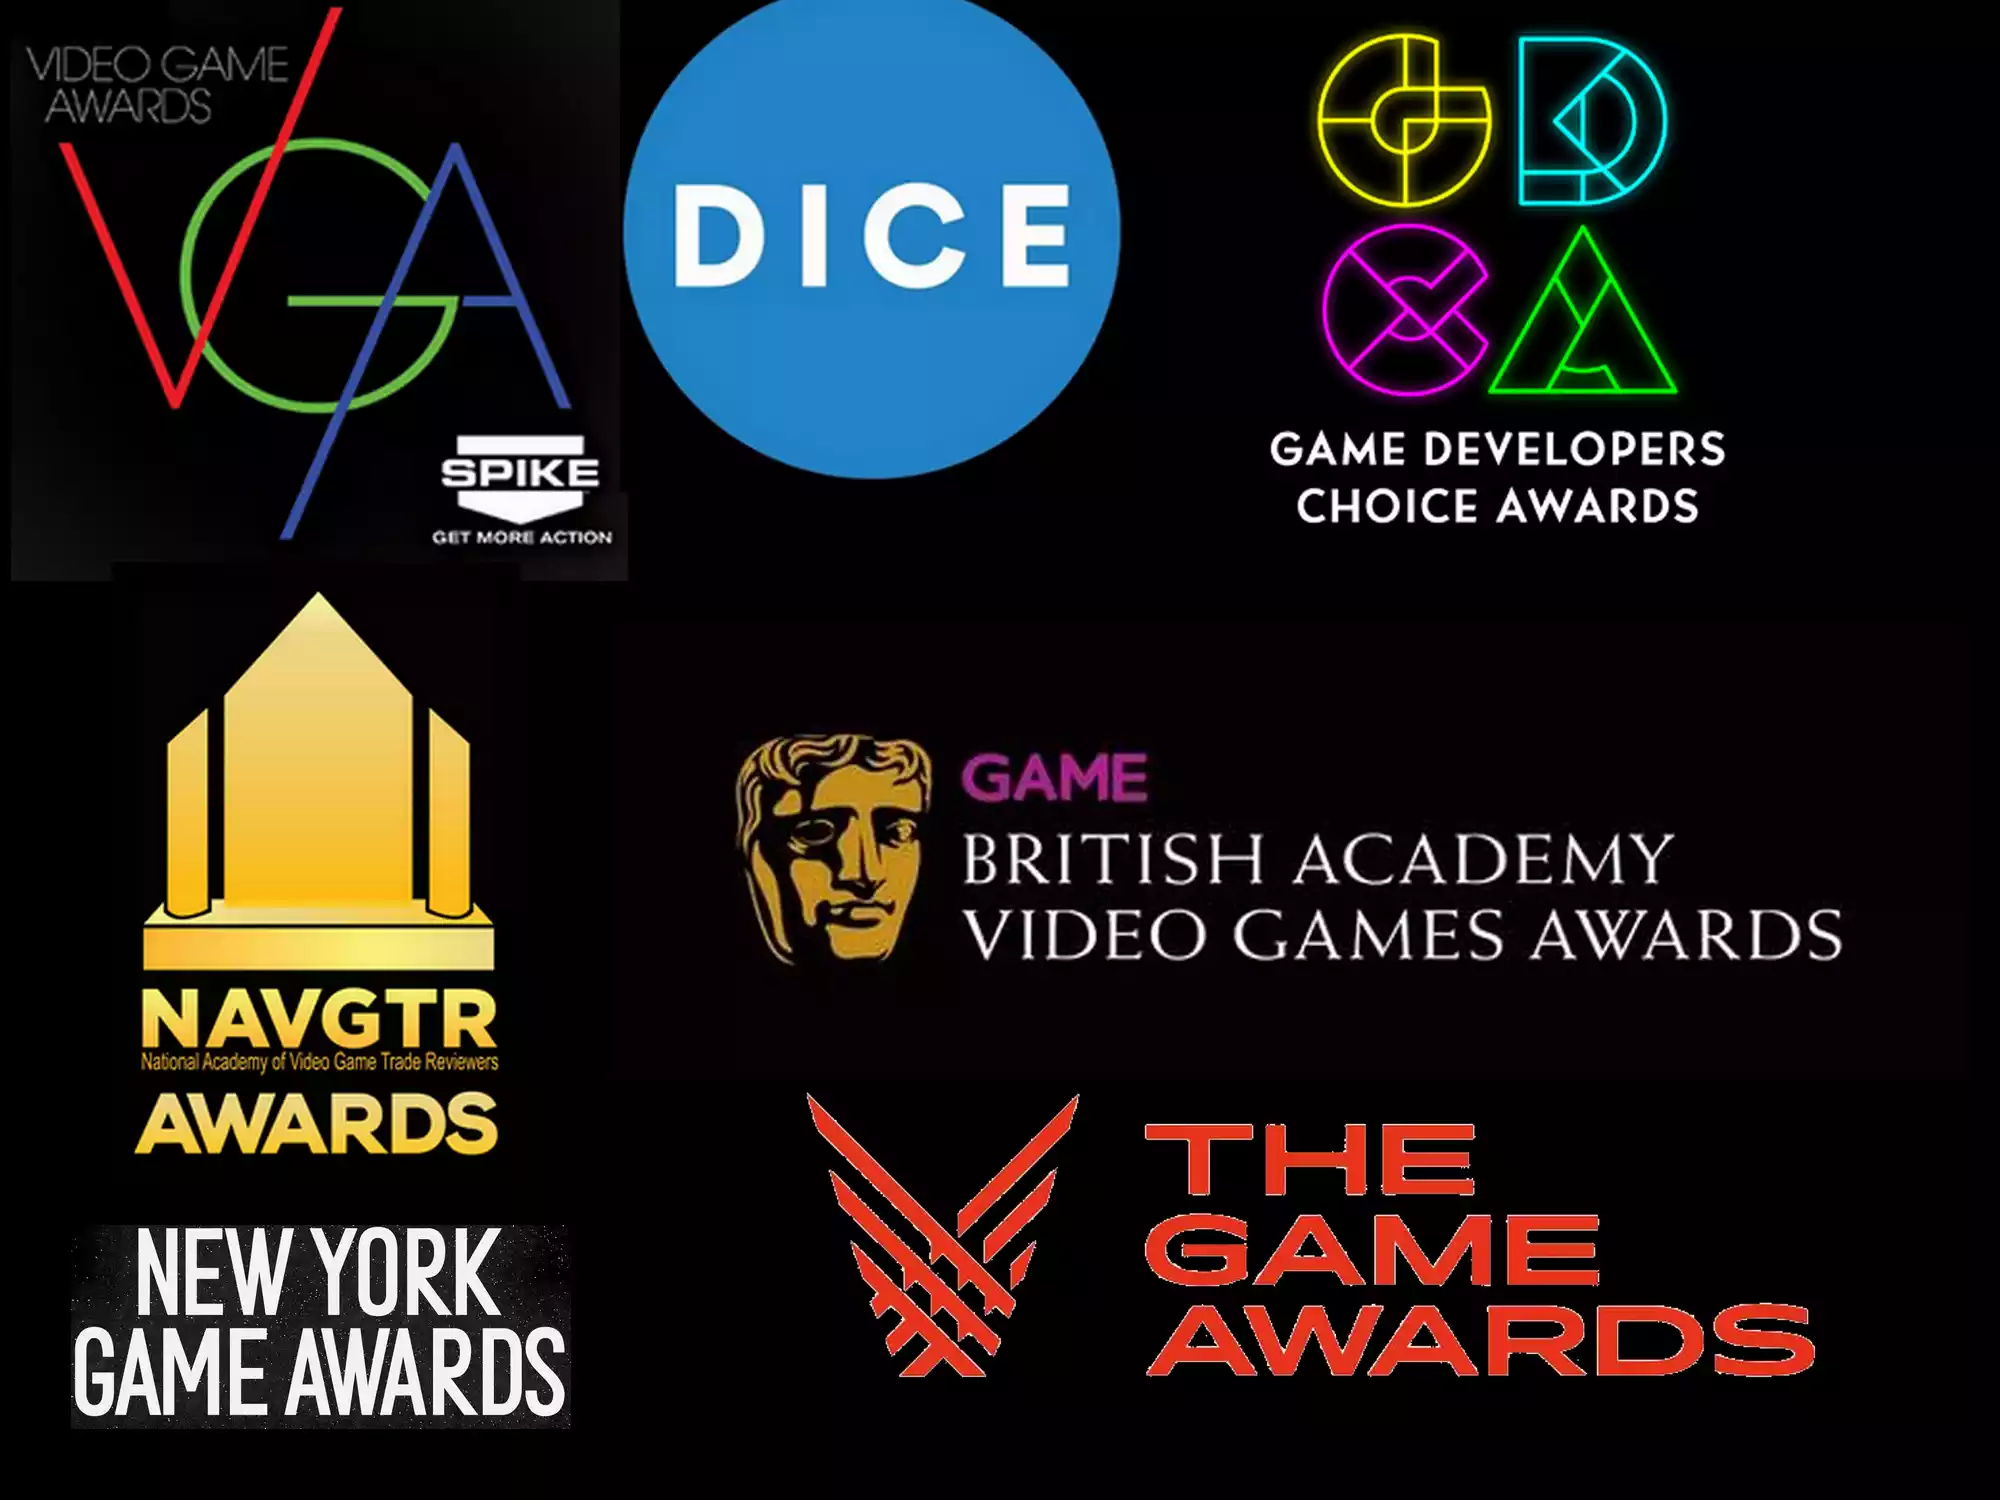 VIDEO GAME
AWARDS
VGA
SPIKE
GET MORE ACTION
DICE
GDCA
GAME DEVELOPERS
CHOICE AWARDS
NAVGTR
National Academy of Video Game Trade Reviewers
AWARDS
GAME
BRITISH ACADEMY
VIDEO GAMES AWARDS
NEW YORK
GAME AWARDS
THE
GAME
AWARDS